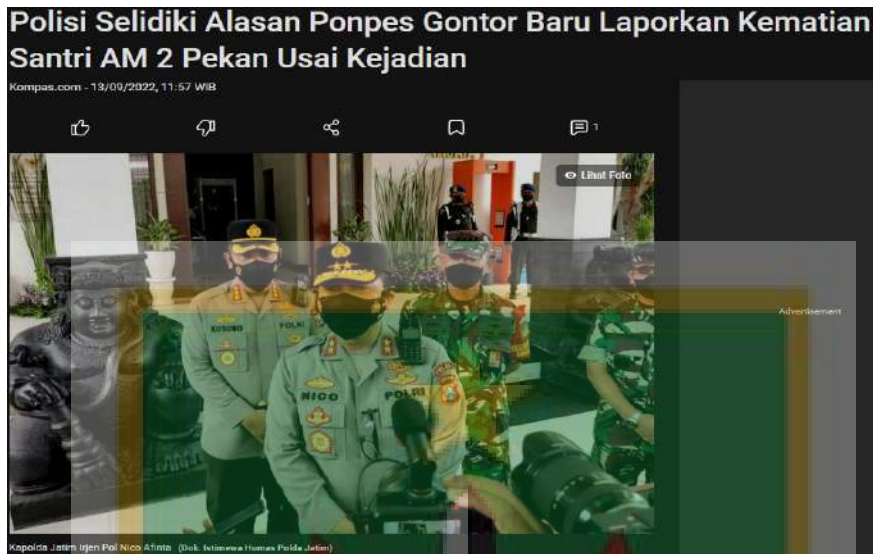 Polisi Selidiki Alasan Ponpes Gontor Baru Laporkan Kematian
Santri AM 2 Pekan Usai Kejadian
Kompas.com - 13/09/2022, 11:57 WIB
1
Lihat Foto
Advertisement
KUSUMO POLRI
NICO POLRI
Kapolda Jatim Irjen Pol Nico Afinta (Dok. Istimewa Humas Polda Jatim)